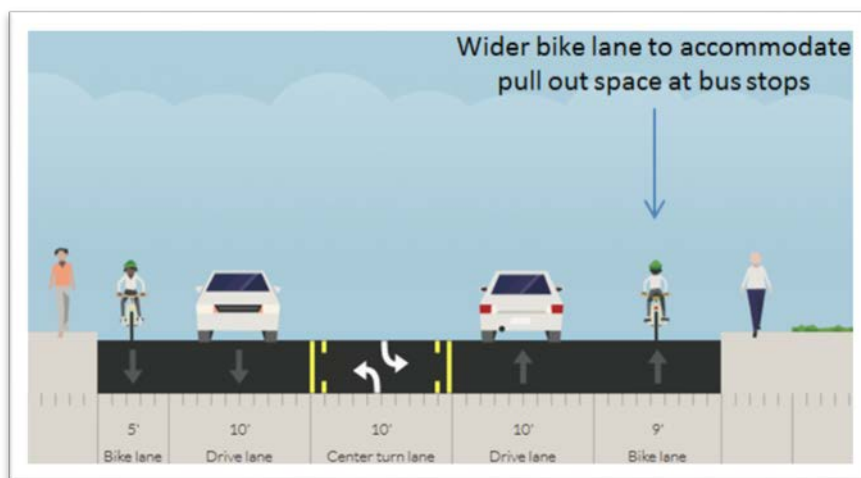 Wider bike lane to accommodate
pull out space at bus stops
5' 10' 10' 10' 9'
Bike lane Drive lane Center turn lane Drive lane Bike lane